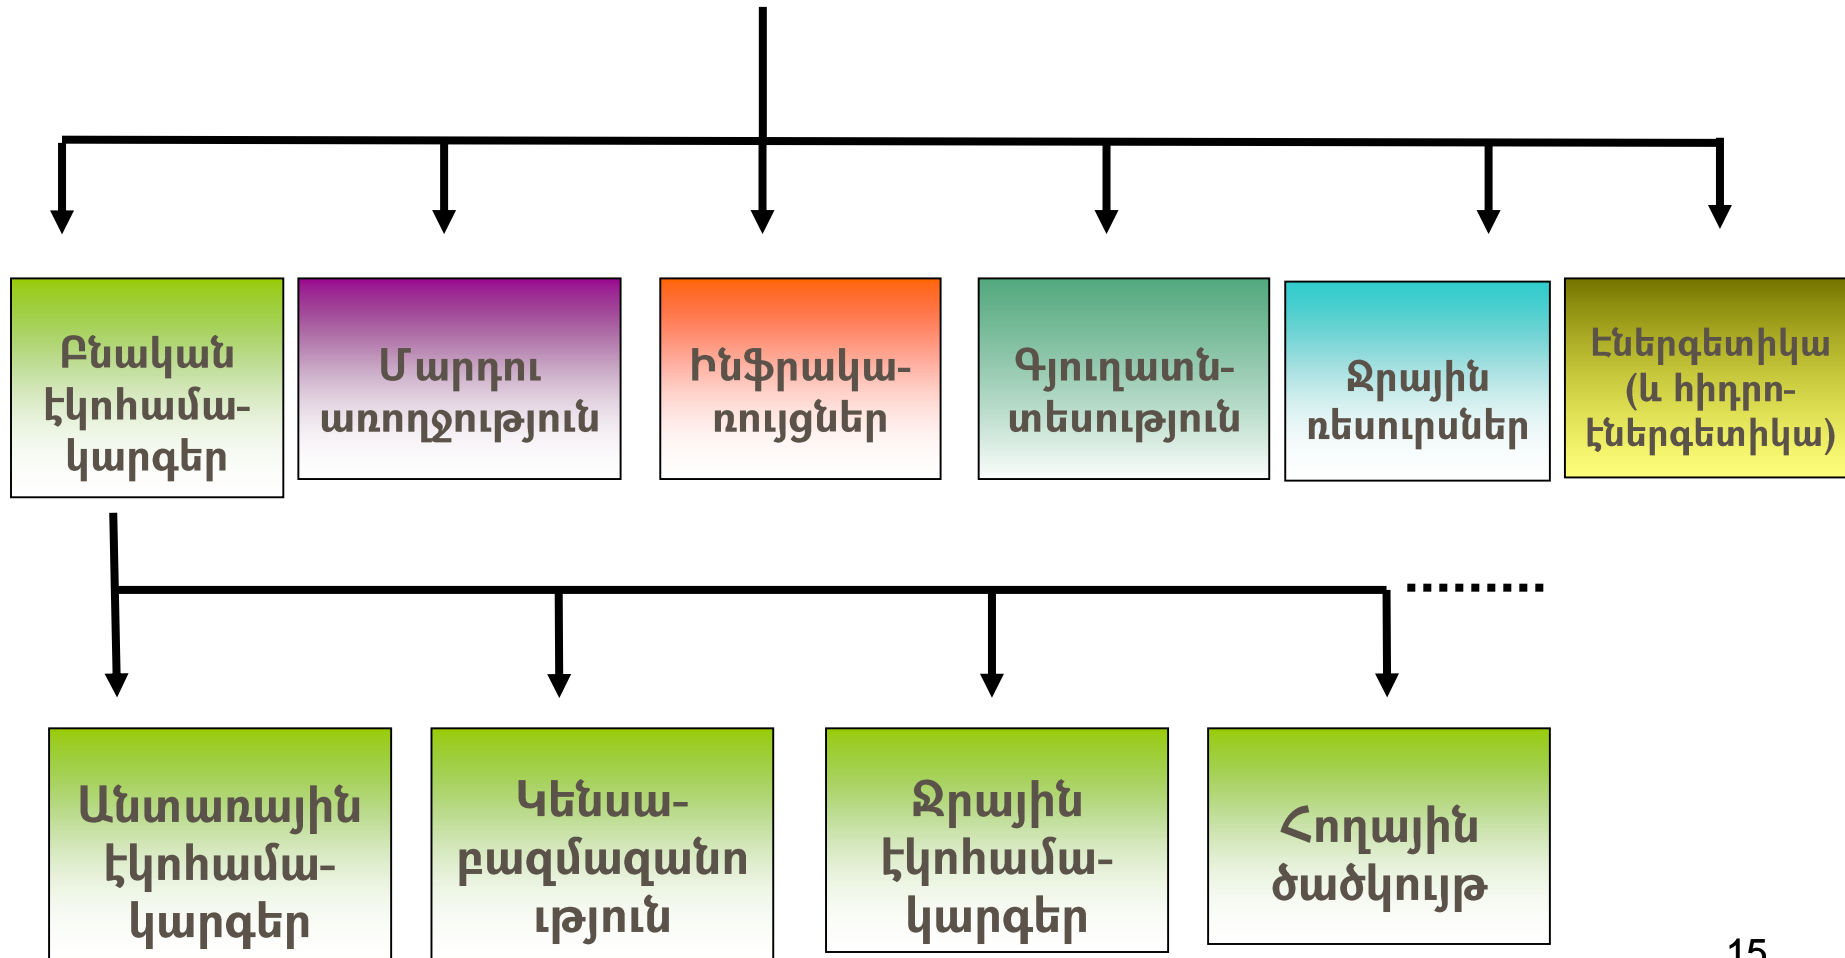 Բնական
էկոհամա-
կարգեր
Մարդու
առողջություն
Ինֆրակա-
ռույցներ
Գյուղատն-
տեսություն
Ջրային
ռեսուրսներ
Էներգետիկա
(և հիդրո-
էներգետիկա)
Անտառային
էկոհամա-
կարգեր
Կենսա-
բազմազանո
ւթյուն
Ջրային
էկոհամա-
կարգեր
Հողային
ծածկույթ
15